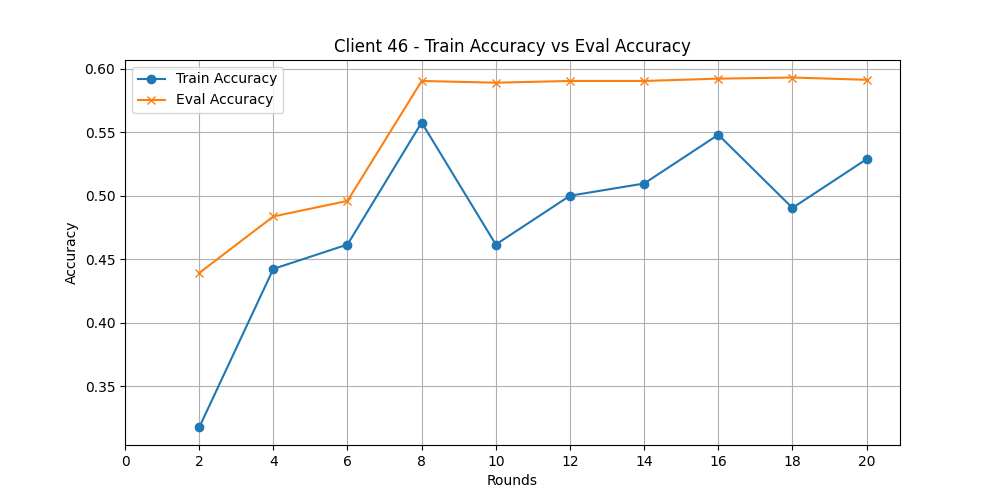 Client 46 - Train Accuracy vs Eval Accuracy
Train Accuracy
Eval Accuracy
Accuracy
0.60
0.55
0.50
0.45
0.40
0.35
0 2 4 6 8 10 12 14 16 18 20
Rounds